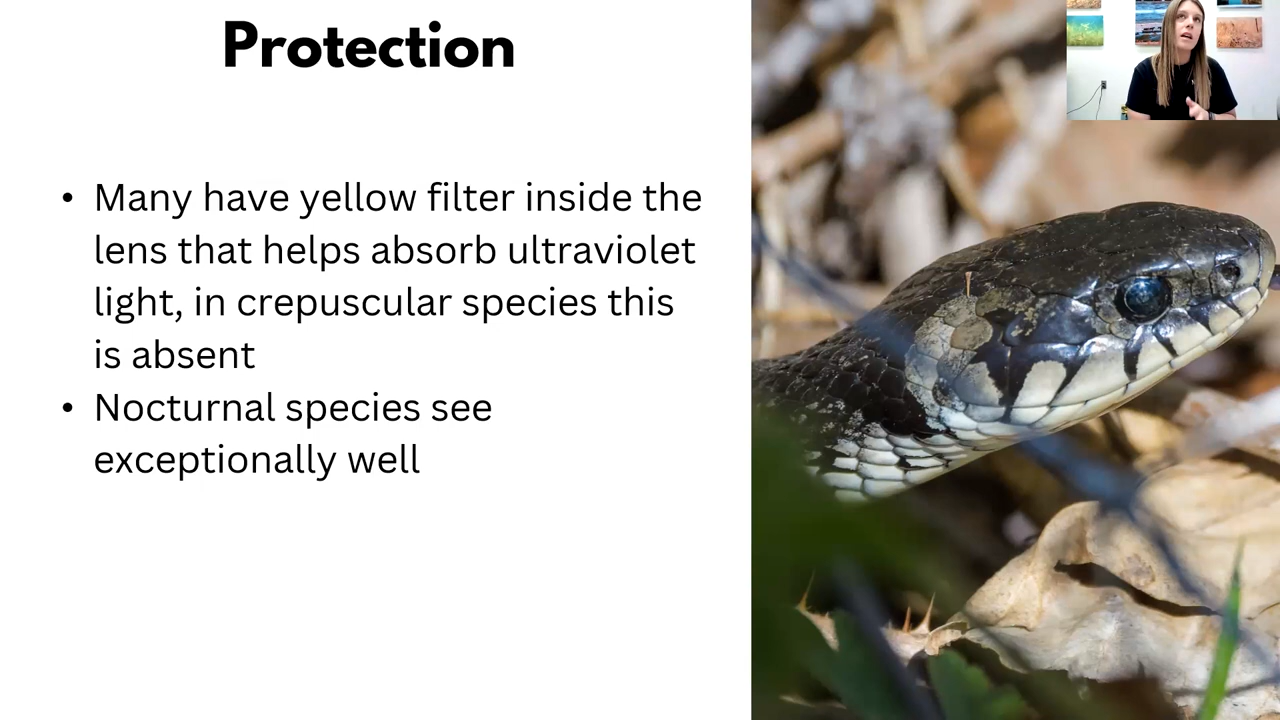 Protection
• Many have yellow filter inside the
lens that helps absorb ultraviolet
light, in crepuscular species this
is absent
• Nocturnal species see
exceptionally well